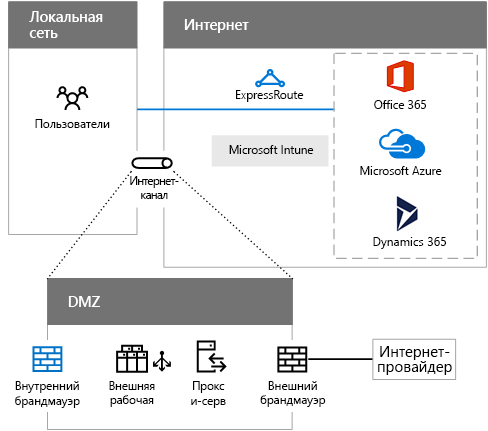 Локальная
сеть
Интернет
Пользователи
ExpressRoute
Office 365
Microsoft Intune
Microsoft Azure
Dynamics 365
Интернет-
канал
DMZ
Внутренний
брандмауэр
Внешняя
рабочая
Прокс
и-серв
Внешний
брандмауэр
Интернет-
провайдер